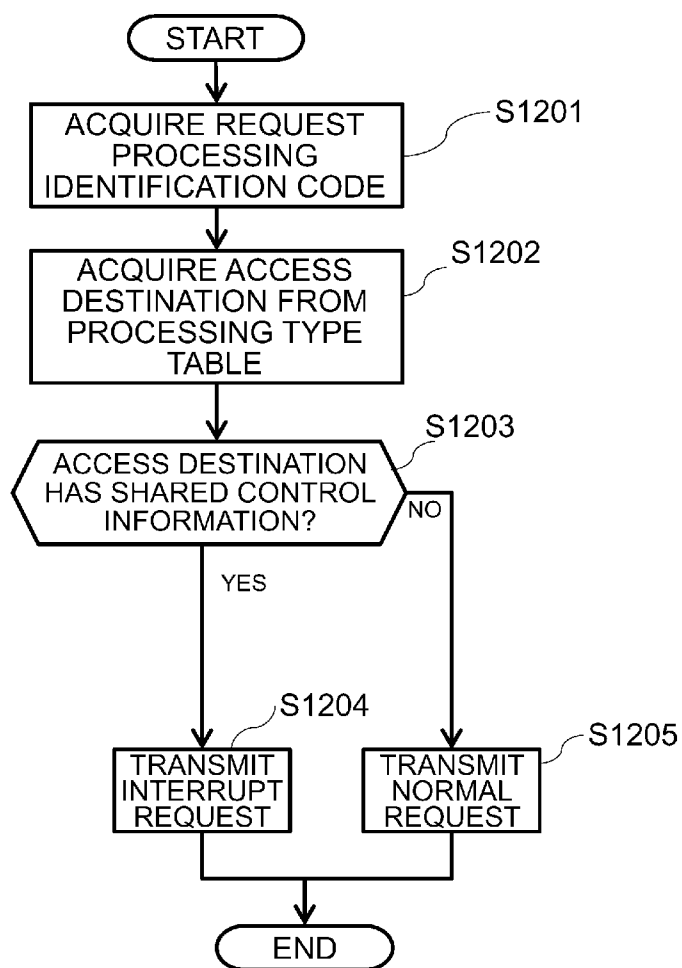 START
S1201
ACQUIRE REQUEST
PROCESSING
IDENTIFICATION CODE
S1202
ACQUIRE ACCESS
DESTINATION FROM
PROCESSING TYPE
TABLE
S1203
ACCESS DESTINATION
HAS SHARED CONTROL
INFORMATION?
NO
YES
S1204
TRANSMIT
INTERRUPT
REQUEST
S1205
TRANSMIT
NORMAL
REQUEST
END